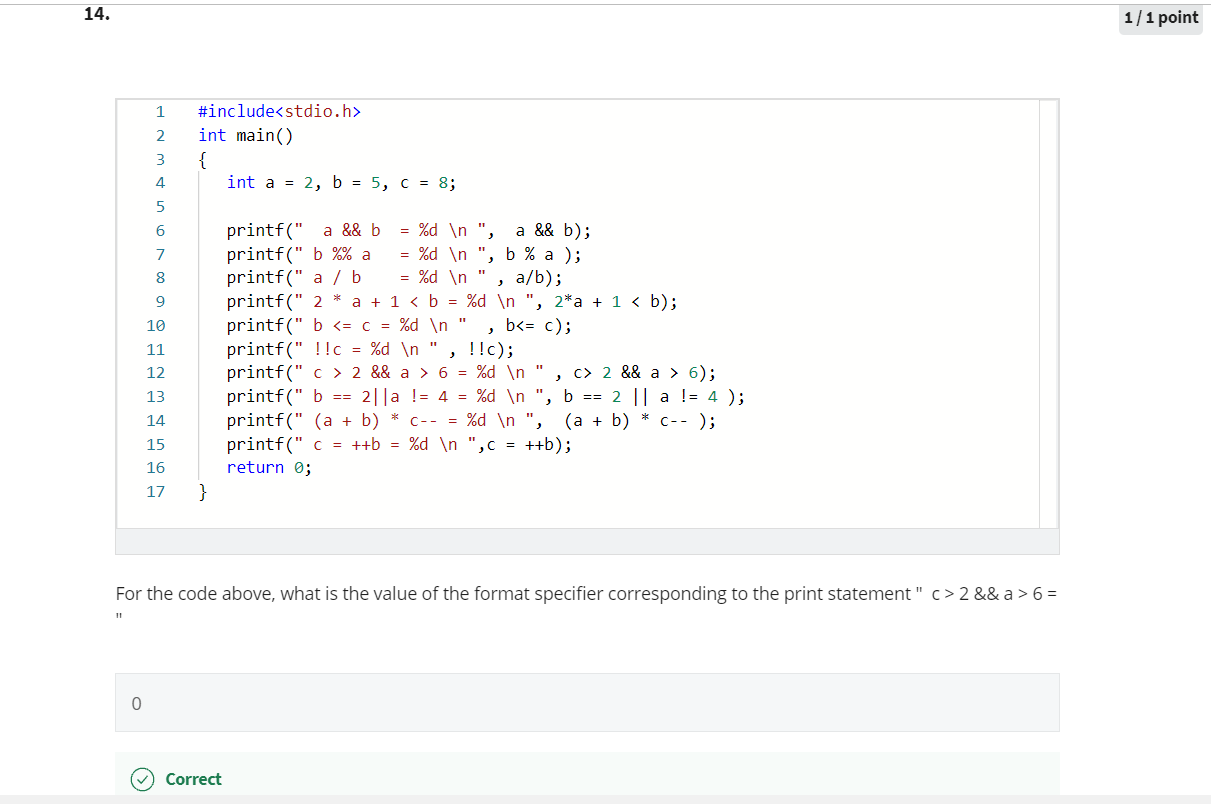 14.
1 / 1 point
1 #include<stdio.h>
2 int main()
3 {
4    int a = 2, b = 5, c = 8;
5
6    printf("  a && b  = %d \n ",  a && b);
7    printf(" b %% a   = %d \n ", b % a );
8    printf(" a / b    = %d \n " , a/b);
9    printf(" 2 * a + 1 < b = %d \n ", 2*a + 1 < b);
10    printf(" b <= c = %d \n "  , b<= c);
11    printf(" !!c = %d \n " , !!c);
12    printf(" c > 2 && a > 6 = %d \n " , c> 2 && a > 6);
13    printf(" b == 2||a != 4 = %d \n ", b == 2 || a != 4 );
14    printf(" (a + b) * c-- = %d \n ",  (a + b) * c-- );
15    printf(" c = ++b = %d \n ",c = ++b);
16    return 0;
17 }
For the code above, what is the value of the format specifier corresponding to the print statement "  c > 2 && a > 6 =
"
0
Correct